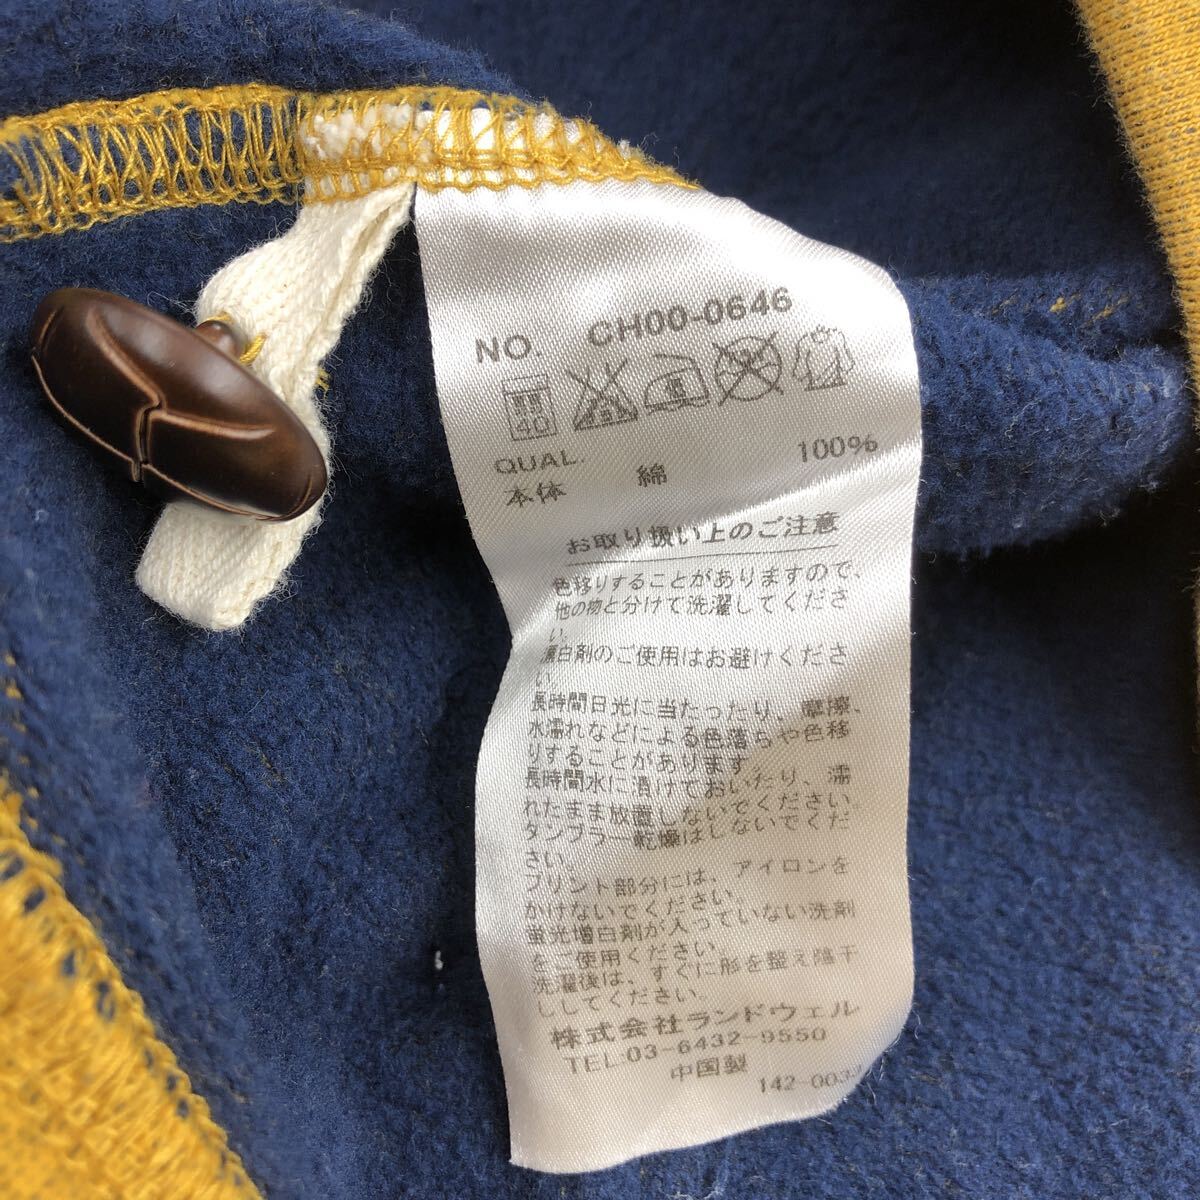 NO. CH00-0646
40
QUAL.
本体 綿 100%
お取り扱い上のご注意
色移りすることがありますので、
他の物と分けて洗濯してくださ
い。
漂白剤のご使用はお避けくださ
い。
長時間日光に当たったり、摩擦、
水濡れなどによる色落ちや色移
りすることがあります
長時間水に漬けておいたり、濡
れたまま放置しないでください。
タンブラー乾燥はしないでくだ
さい。
プリント部分には、アイロンを
かけないでください。
蛍光増白剤が入っていない洗剤
をご使用ください。
洗濯後は、すぐに形を整え陰干
ししてください。
株式会社ランドウェル
TEL:03-6432-9550
中国製